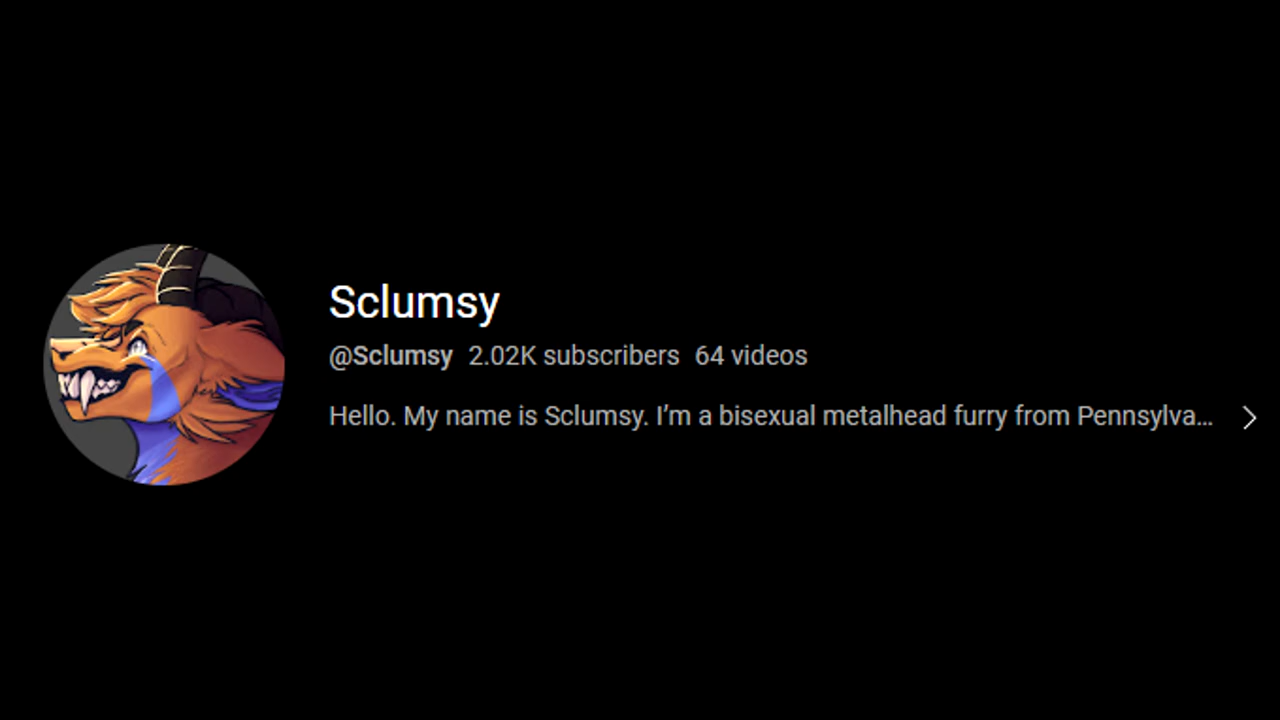 Sclumsy
@Sclumsy 2.02K subscribers 64 videos
Hello. My name is Sclumsy. I’m a bisexual metalhead furry from Pennsylva...